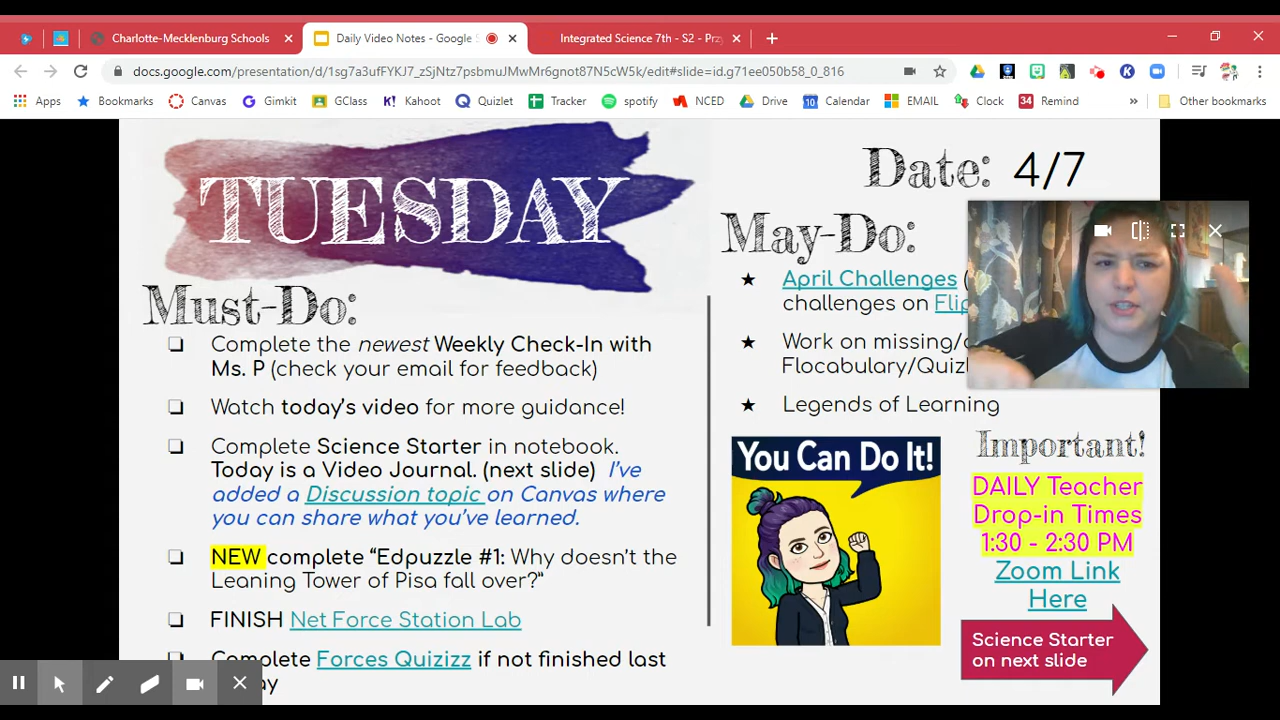 Charlotte-Mecklenburg Schools
Daily Video Notes - Google S
Integrated Science 7th - S2 - Prz
docs.google.com/presentation/d/1sp7a3IfFYKJ7_zSjNtz7psbmuJMwMr6gnot87N5cW5k/edit#slide=id.g71ee050b58_0_816
Apps Bookmarks Canvas Gimkit GClass Kahoot Quizlet Tracker spotify NCED Drive Calendar EMAIL Clock 34 Remind » Other bookmarks
TUESDAY
Date: 4/7
Must-Do:
Complete the newest Weekly Check-In with
Ms. P (check your email for feedback)
Watch today's video for more guidance!
Complete Science Starter in notebook.
Today is a Video Journal. (next slide) I've
added a Discussion topic on Canvas where
you can share what you've learned.
NEW complete "Edpuzzle #1: Why doesn't the
Leaning Tower of Pisa fall over?"
FINISH Net Force Station Lab
Complete Forces Quizizz if not finished last
May-Do:
April Challenges (
challenges on Flip
Work on missing/
Flocabulary/Quiz
Legends of Learning
You Can Do It!
Important!
DAILY Teacher
Drop-in Times
1:30 - 2:30 PM
Zoom Link
Here
Science Starter
on next slide